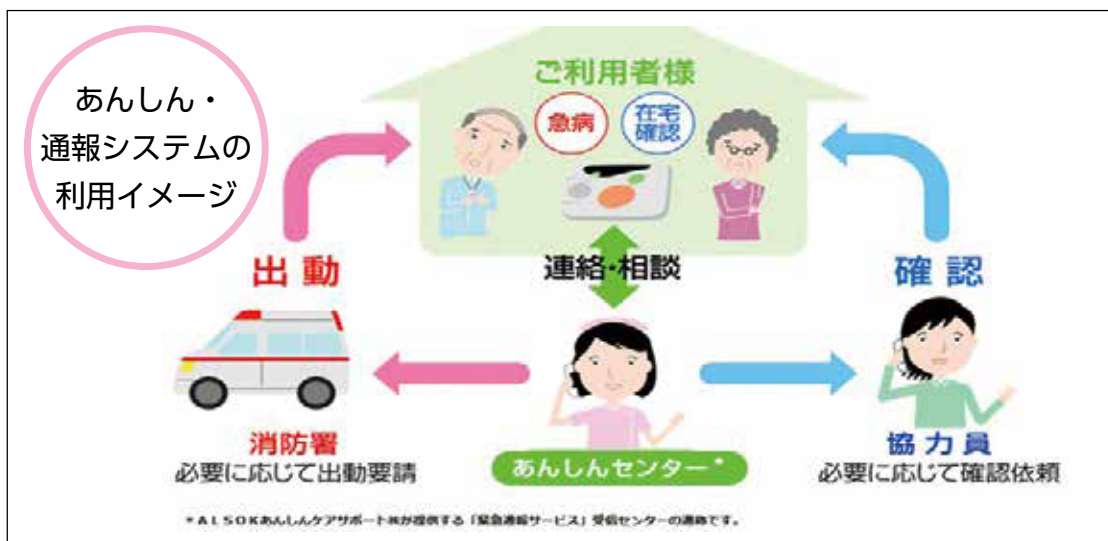 あんしん・
通報システムの
利用イメージ
ご利用者様
急病
在宅
確認
出動
連絡・相談
確認
消防署
必要に応じて出動要請
あんしんセンター*
協力員
必要に応じて確認依頼
*ALSOKあんしんケアサポート㈱が提供する「緊急通報サービス」受信センターの通称です。